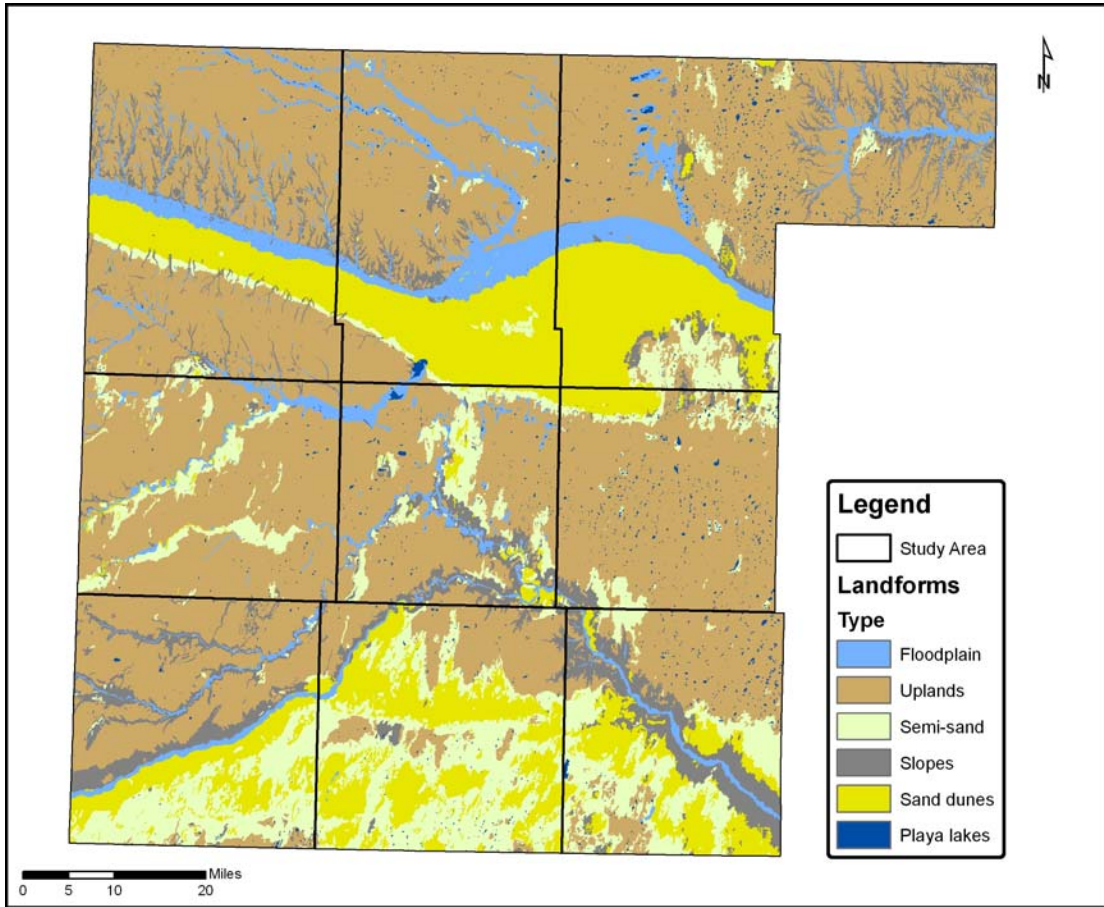 N
Legend
Study Area
Landforms
Type
Floodplain
Uplands
Semi-sand
Slopes
Sand dunes
Playa lakes
Miles
0 5 10 20